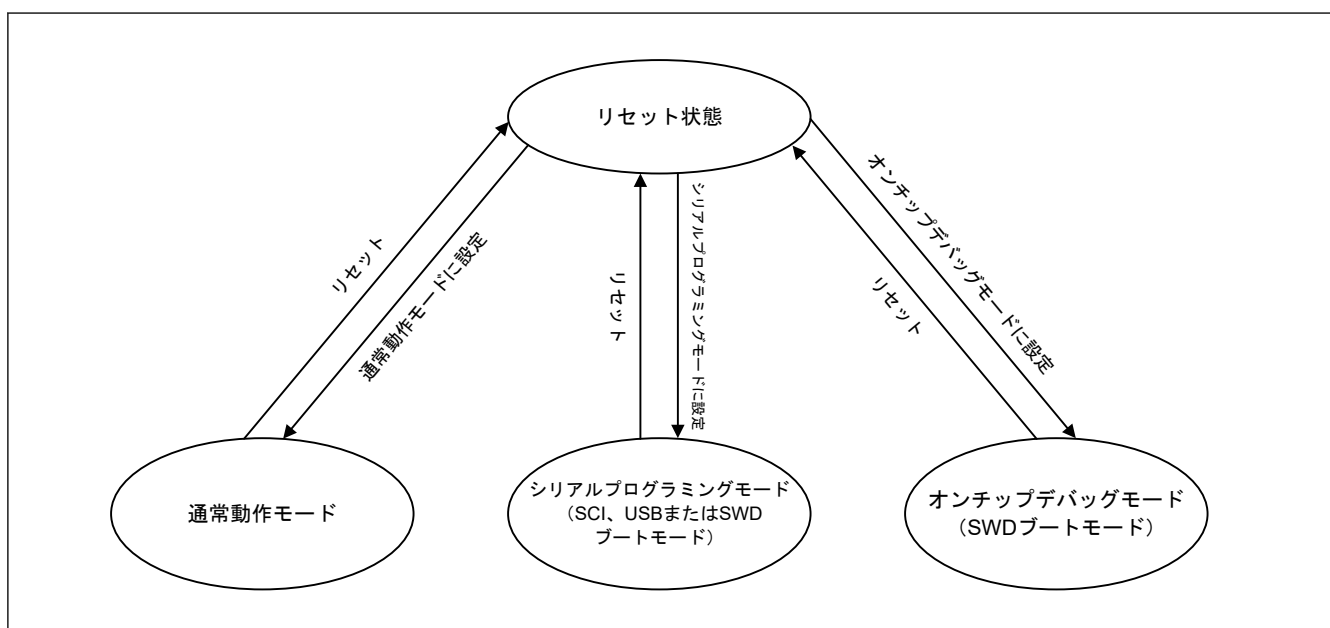 リセット状態
リセット
通常動作モードに設定
リセット
シリアルプログラミングモードに設定
リセット
オンチップデバッグモードに設定
通常動作モード
シリアルプログラミングモード
（SCI、USBまたはSWD
ブートモード）
オンチップデバッグモード
（SWDブートモード）